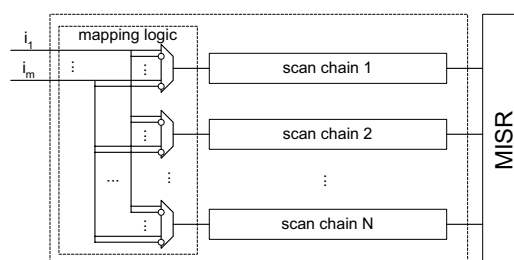 mapping logic
i1
...
im
...
...
scan chain 1
...
scan chain 2
...
...
...
...
scan chain N
MISR